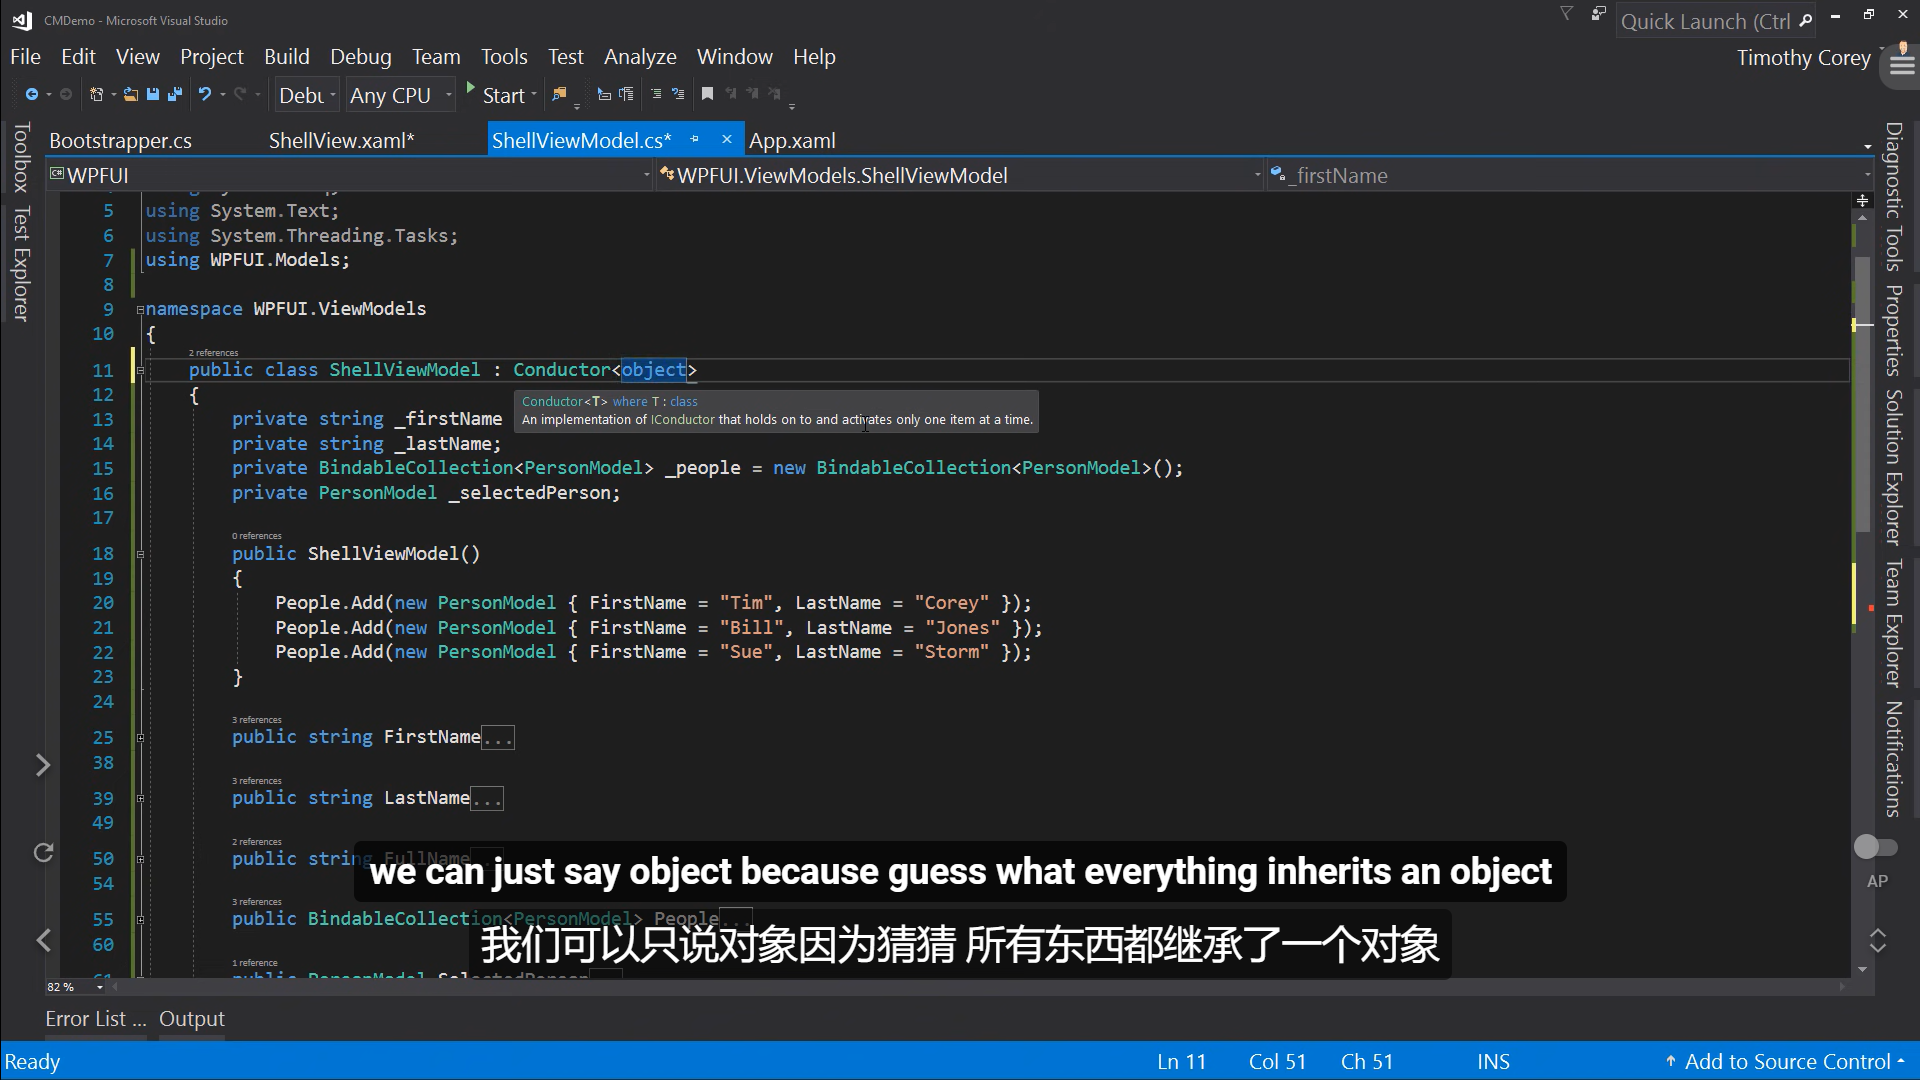 CMDemo - Microsoft Visual Studio
Quick Launch (Ctrl
File Edit View Project Build Debug Team Tools Test Analyze Window Help
Timothy Corey
Debu Any CPU Start
Bootstrapper.cs ShellView.xaml* ShellViewModel.cs* App.xaml
WPFUI WPFUI.ViewModels.ShellViewModel _firstName
Toolbox
Test Explorer
5 using System.Text;
6 using System.Threading.Tasks;
7 using WPFUI.Models;
8
9 namespace WPFUI.ViewModels
10 {
2 references
11 public class ShellViewModel : Conductor<object>
12 {
Conductor<T> where T : class
An implementation of IConductor that holds on to and activates only one item at a time.
13 private string _firstName
14 private string _lastName;
15 private BindableCollection<PersonModel> _people = new BindableCollection<PersonModel>();
16 private PersonModel _selectedPerson;
17
0 references
18 public ShellViewModel()
19 {
20 People.Add(new PersonModel { FirstName = "Tim", LastName = "Corey" });
21 People.Add(new PersonModel { FirstName = "Bill", LastName = "Jones" });
22 People.Add(new PersonModel { FirstName = "Sue", LastName = "Storm" });
23 }
24
3 references
25 public string FirstName...
38
3 references
39 public string LastName...
49
2 references
50 public string FullName...
54
3 references
55 public BindableCollection<PersonModel> People...
60
1 reference
61 public PersonModel SelectedPerson...
we can just say object because guess what everything inherits an object
我们可以只说对象因为猜猜 所有东西都继承了一个对象
Diagnostic Tools
Properties
Solution Explorer
Team Explorer
Notifications
AP
82 %
Error List ... Output
Ready Ln 11 Col 51 Ch 51 INS Add to Source Control